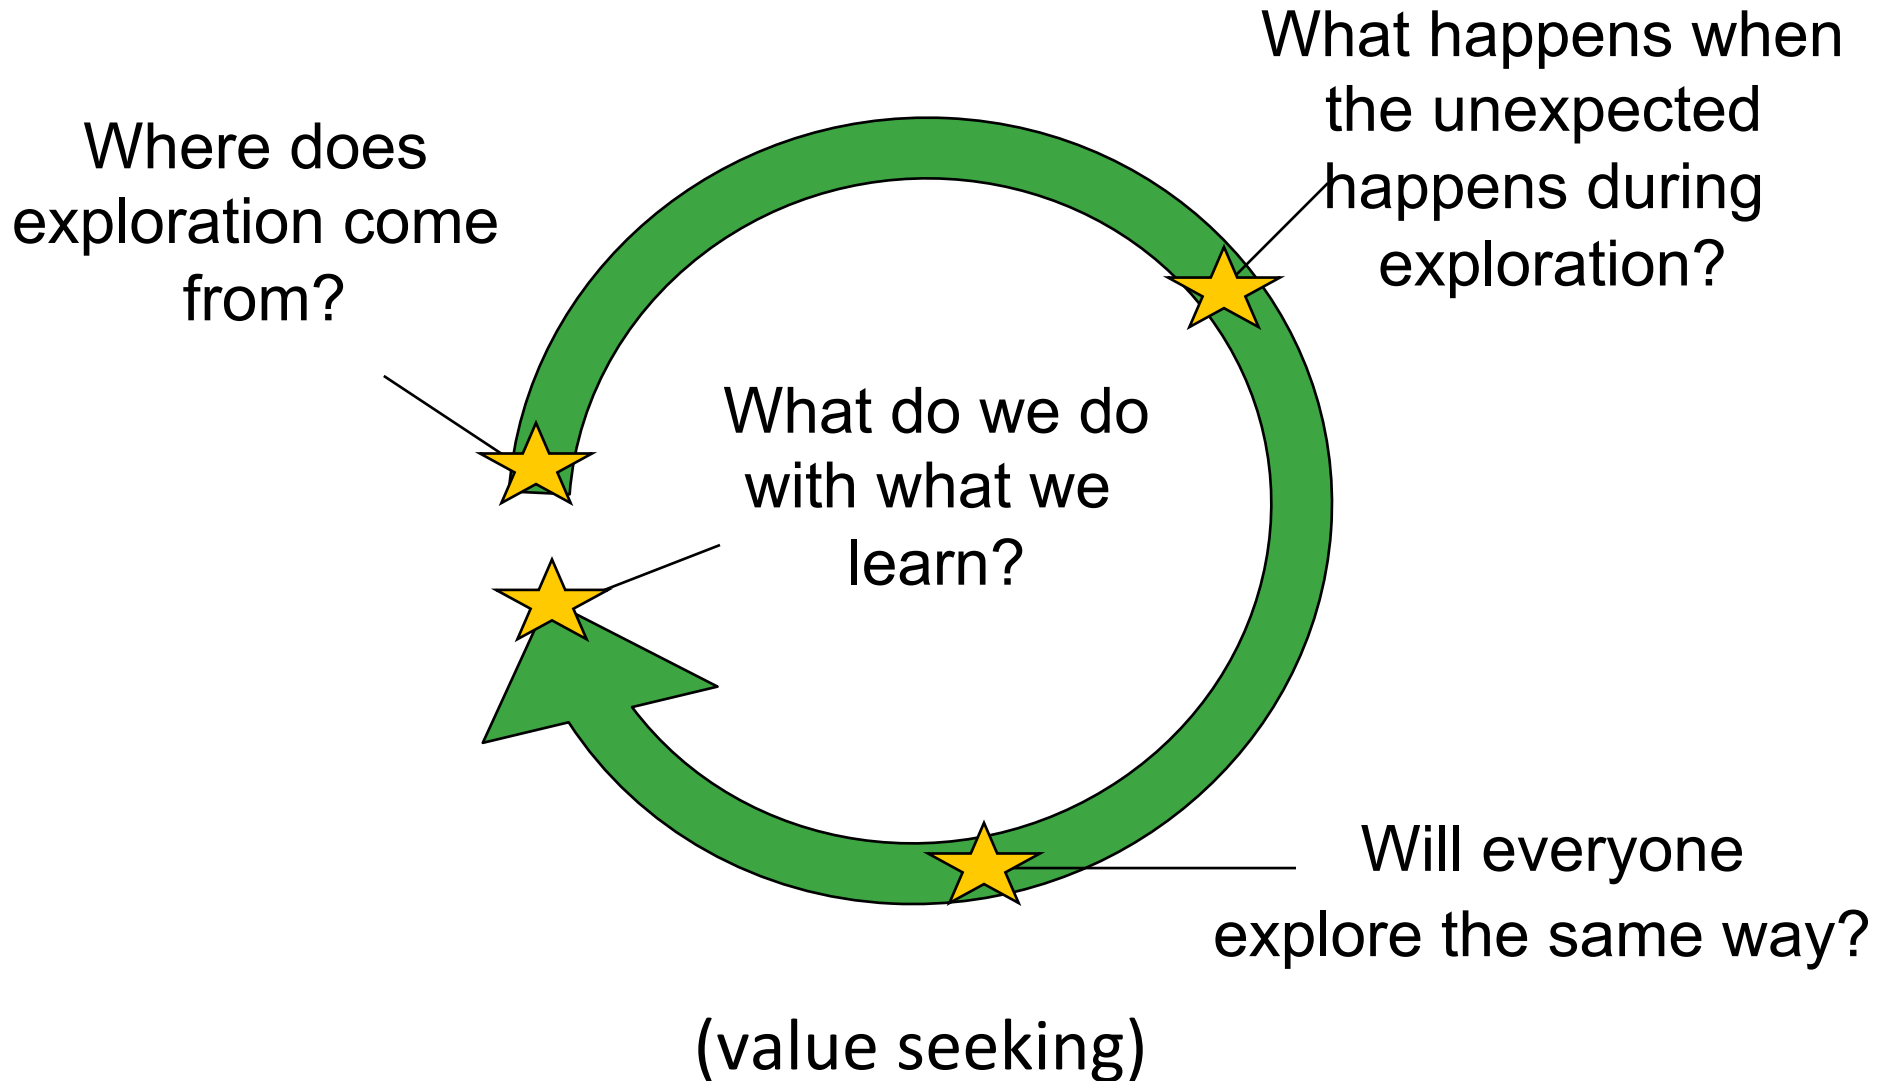 Where does
exploration come
from?
What happens when
the unexpected
happens during
exploration?
What do we do
with what we
learn?
Will everyone
explore the same way?
(value seeking)